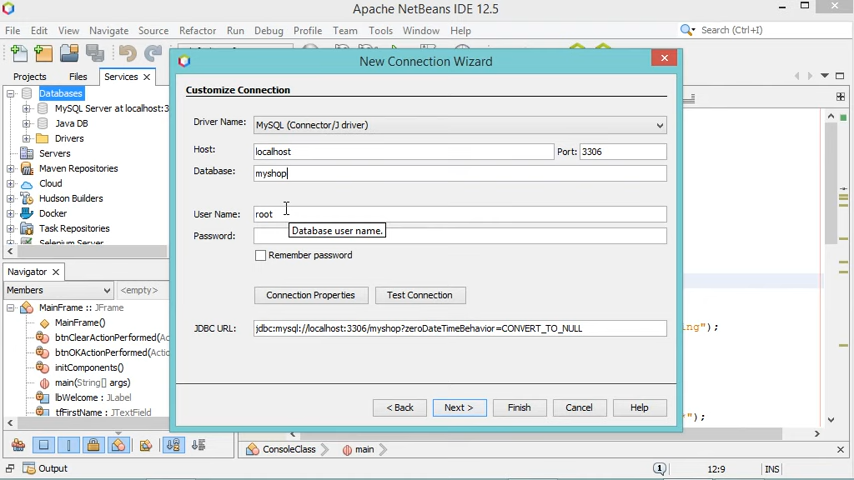 Apache NetBeans IDE 12.5
File Edit View Navigate Source Refactor Run Debug Profile Team Tools Window Help
Search (Ctrl+I)
Projects Files Services
New Connection Wizard
Databases
MySQL Server at localhost:3
Java DB
Drivers
Servers
Maven Repositories
Cloud
Hudson Builders
Docker
Task Repositories
Selenium Server
Customize Connection
Driver Name: MySQL (Connector/J driver)
Host: localhost Port: 3306
Database: myshop
User Name: root
Database user name.
Password:
Remember password
Connection Properties Test Connection
JDBC URL: jdbc:mysql://localhost:3306/myshop?zeroDateTimeBehavior=CONVERT_TO_NULL
< Back Next > Finish Cancel Help
Navigator
Members <empty>
MainFrame :: JFrame
MainFrame()
btnClearActionPerformed(Ac
btnOKActionPerformed(Acti
initComponents()
main(String[] args)
lbWelcome : JLabel
tfFirstName : JTextField
ng");
");
ConsoleClass main
Output
1
12:9 INS